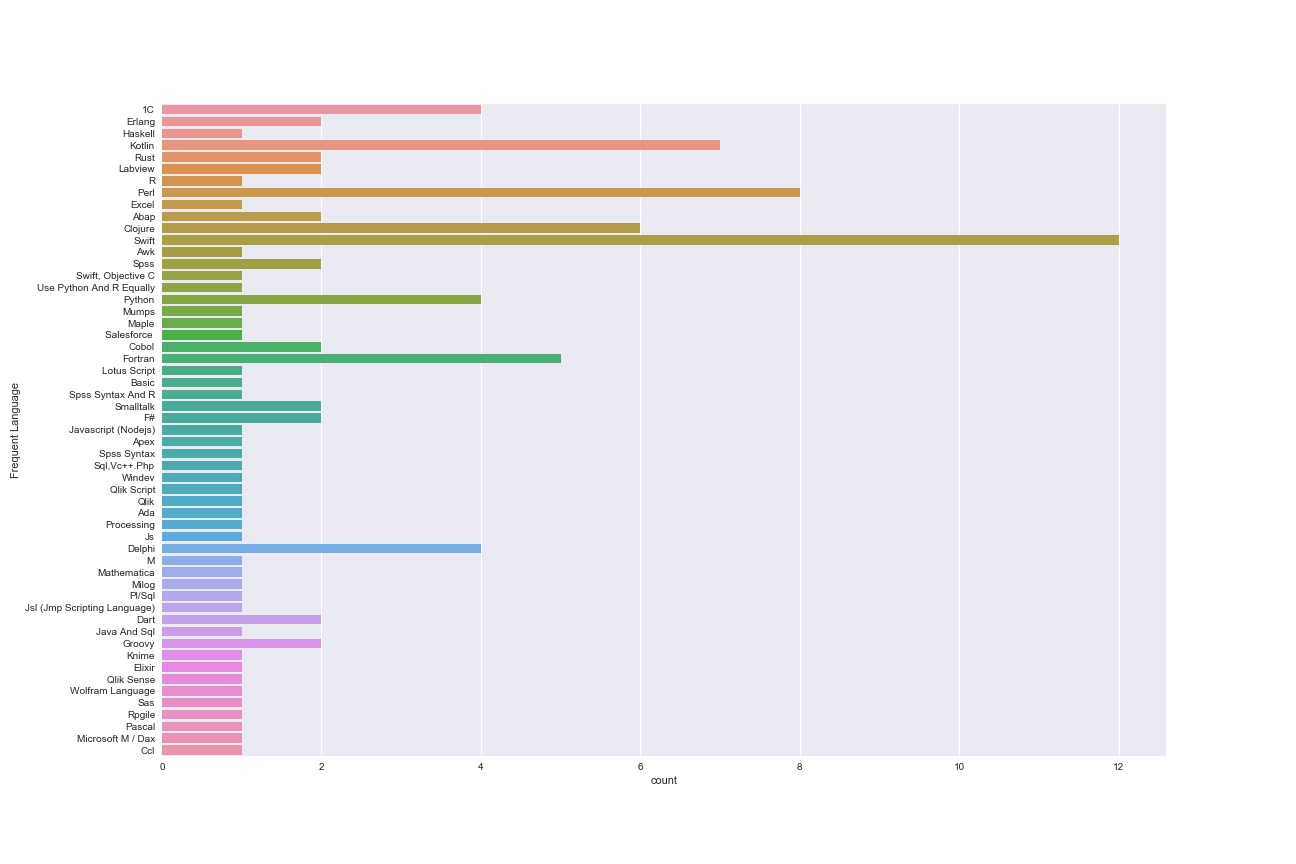 1C
Erlang
Haskell
Kotlin
Rust
Labview
R
Perl
Excel
Abap
Clojure
Swift
Awk
Spss
Swift, Objective C
Use Python And R Equally
Python
Mumps
Maple
Salesforce
Cobol
Fortran
Lotus Script
Basic
Spss Syntax And R
Smalltalk
F#
Javascript (Nodejs)
Apex
Spss Syntax
Sql,Vc++.Php
Windev
Qlik Script
Qlik
Ada
Processing
Js
Delphi
M
Mathematica
Milog
Pl/Sql
Jsl (Jmp Scripting Language)
Dart
Java And Sql
Groovy
Knime
Elixir
Qlik Sense
Wolfram Language
Sas
Rpgile
Pascal
Microsoft M / Dax
Ccl
Frequent Language
0 2 4 6 8 10 12
count